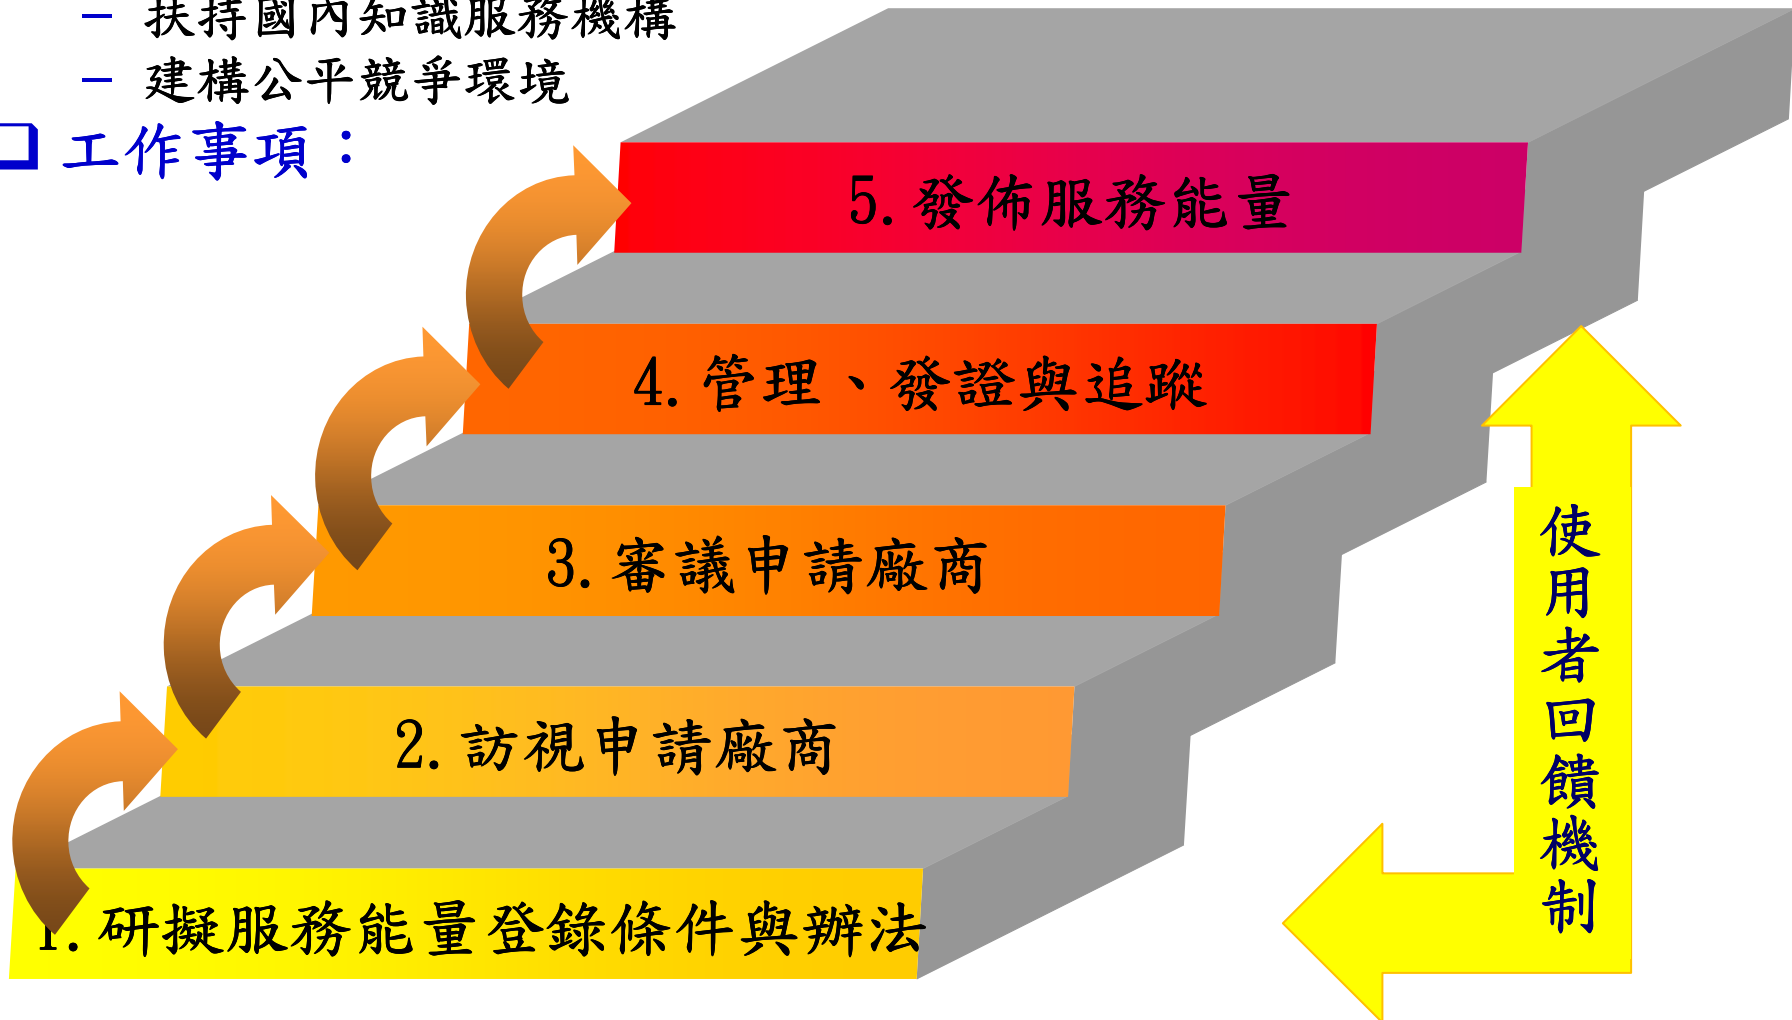 – 扶持國內知識服務機構
– 建構公平競爭環境
❑ 工作事項：
5.發佈服務能量
4.管理、發證與追蹤
3.審議申請廠商
2.訪視申請廠商
1.研擬服務能量登錄條件與辦法
使用者回饋機制